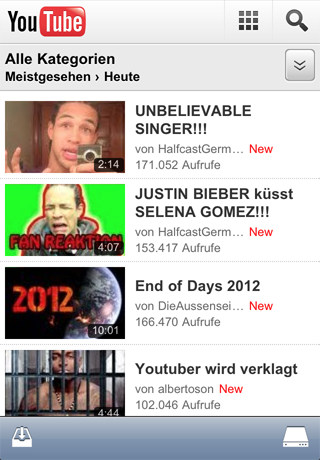 YouTube
Alle Kategorien
Meistgesehen › Heute
2:14
UNBELIEVABLE
SINGER!!!
von HalfcastGerm... New
171.052 Aufrufe
FAN REAKTION
4:07
JUSTIN BIEBER küsst
SELENA GOMEZ!!!
von HalfcastGerm... New
153.417 Aufrufe
2012
10:01
End of Days 2012
von DieAussensei... New
166.470 Aufrufe
4:44
Youtuber wird verklagt
von albertoson New
102.046 Aufrufe